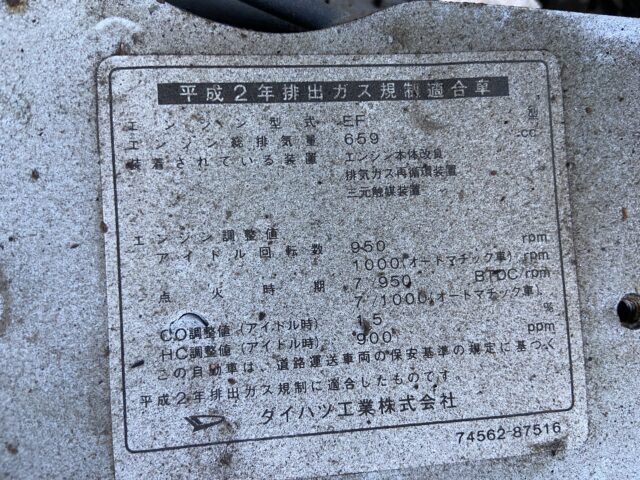 平成2年排出ガス規制適合車
エンジン型式 EF 型
エンジン総排気量 659 cc
装着されている装置 エンジン本体改良
排気ガス再循環装置
三元触媒装置
エンジン調整値
アイドル回転数 950 rpm
1000(オートマチック車) rpm
点火時期 7 950 BTDC/rpm
7/1000(オートマチック車)
CO調整値(アイドル時) 1.5 %
HC調整値(アイドル時) 900 ppm
この自動車は、道路運送車両の保安基準の規定に基づく
平成2年排出ガス規制に適合したものです。
ダイハツ工業株式会社
74562-87516